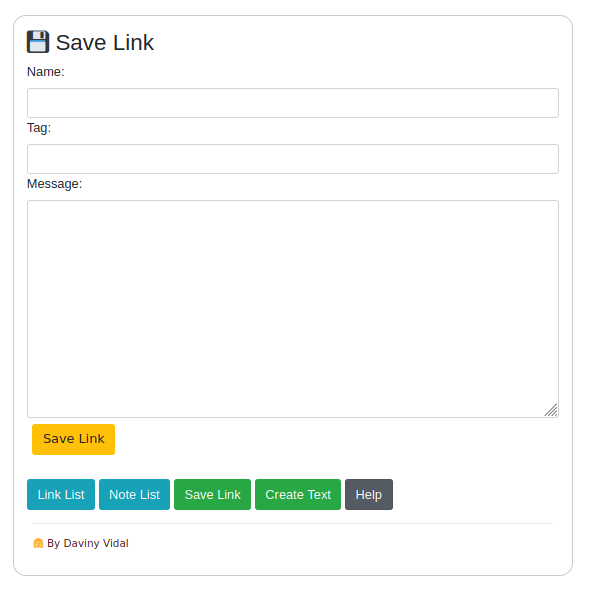 Save Link
Name:
Tag:
Message:
Save Link
Link List Note List Save Link Create Text Help
By Daviny Vidal